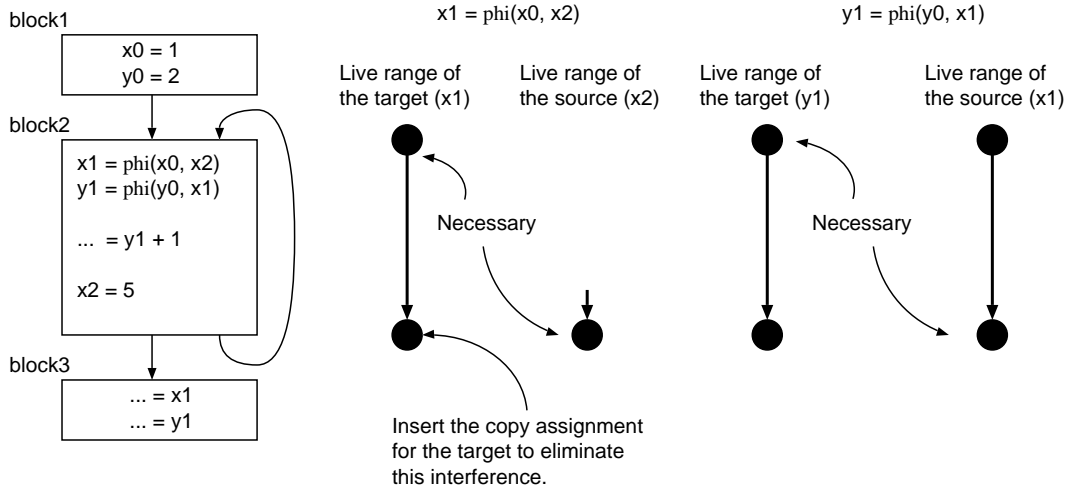 block1
x0 = 1
y0 = 2
block2
x1 = phi(x0, x2)
y1 = phi(y0, x1)
... = y1 + 1
x2 = 5
block3
... = x1
... = y1
x1 = phi(x0, x2)
Live range of
the target (x1)
Live range of
the source (x2)
Necessary
Insert the copy assignment
for the target to eliminate
this interference.
y1 = phi(y0, x1)
Live range of
the target (y1)
Live range of
the source (x1)
Necessary